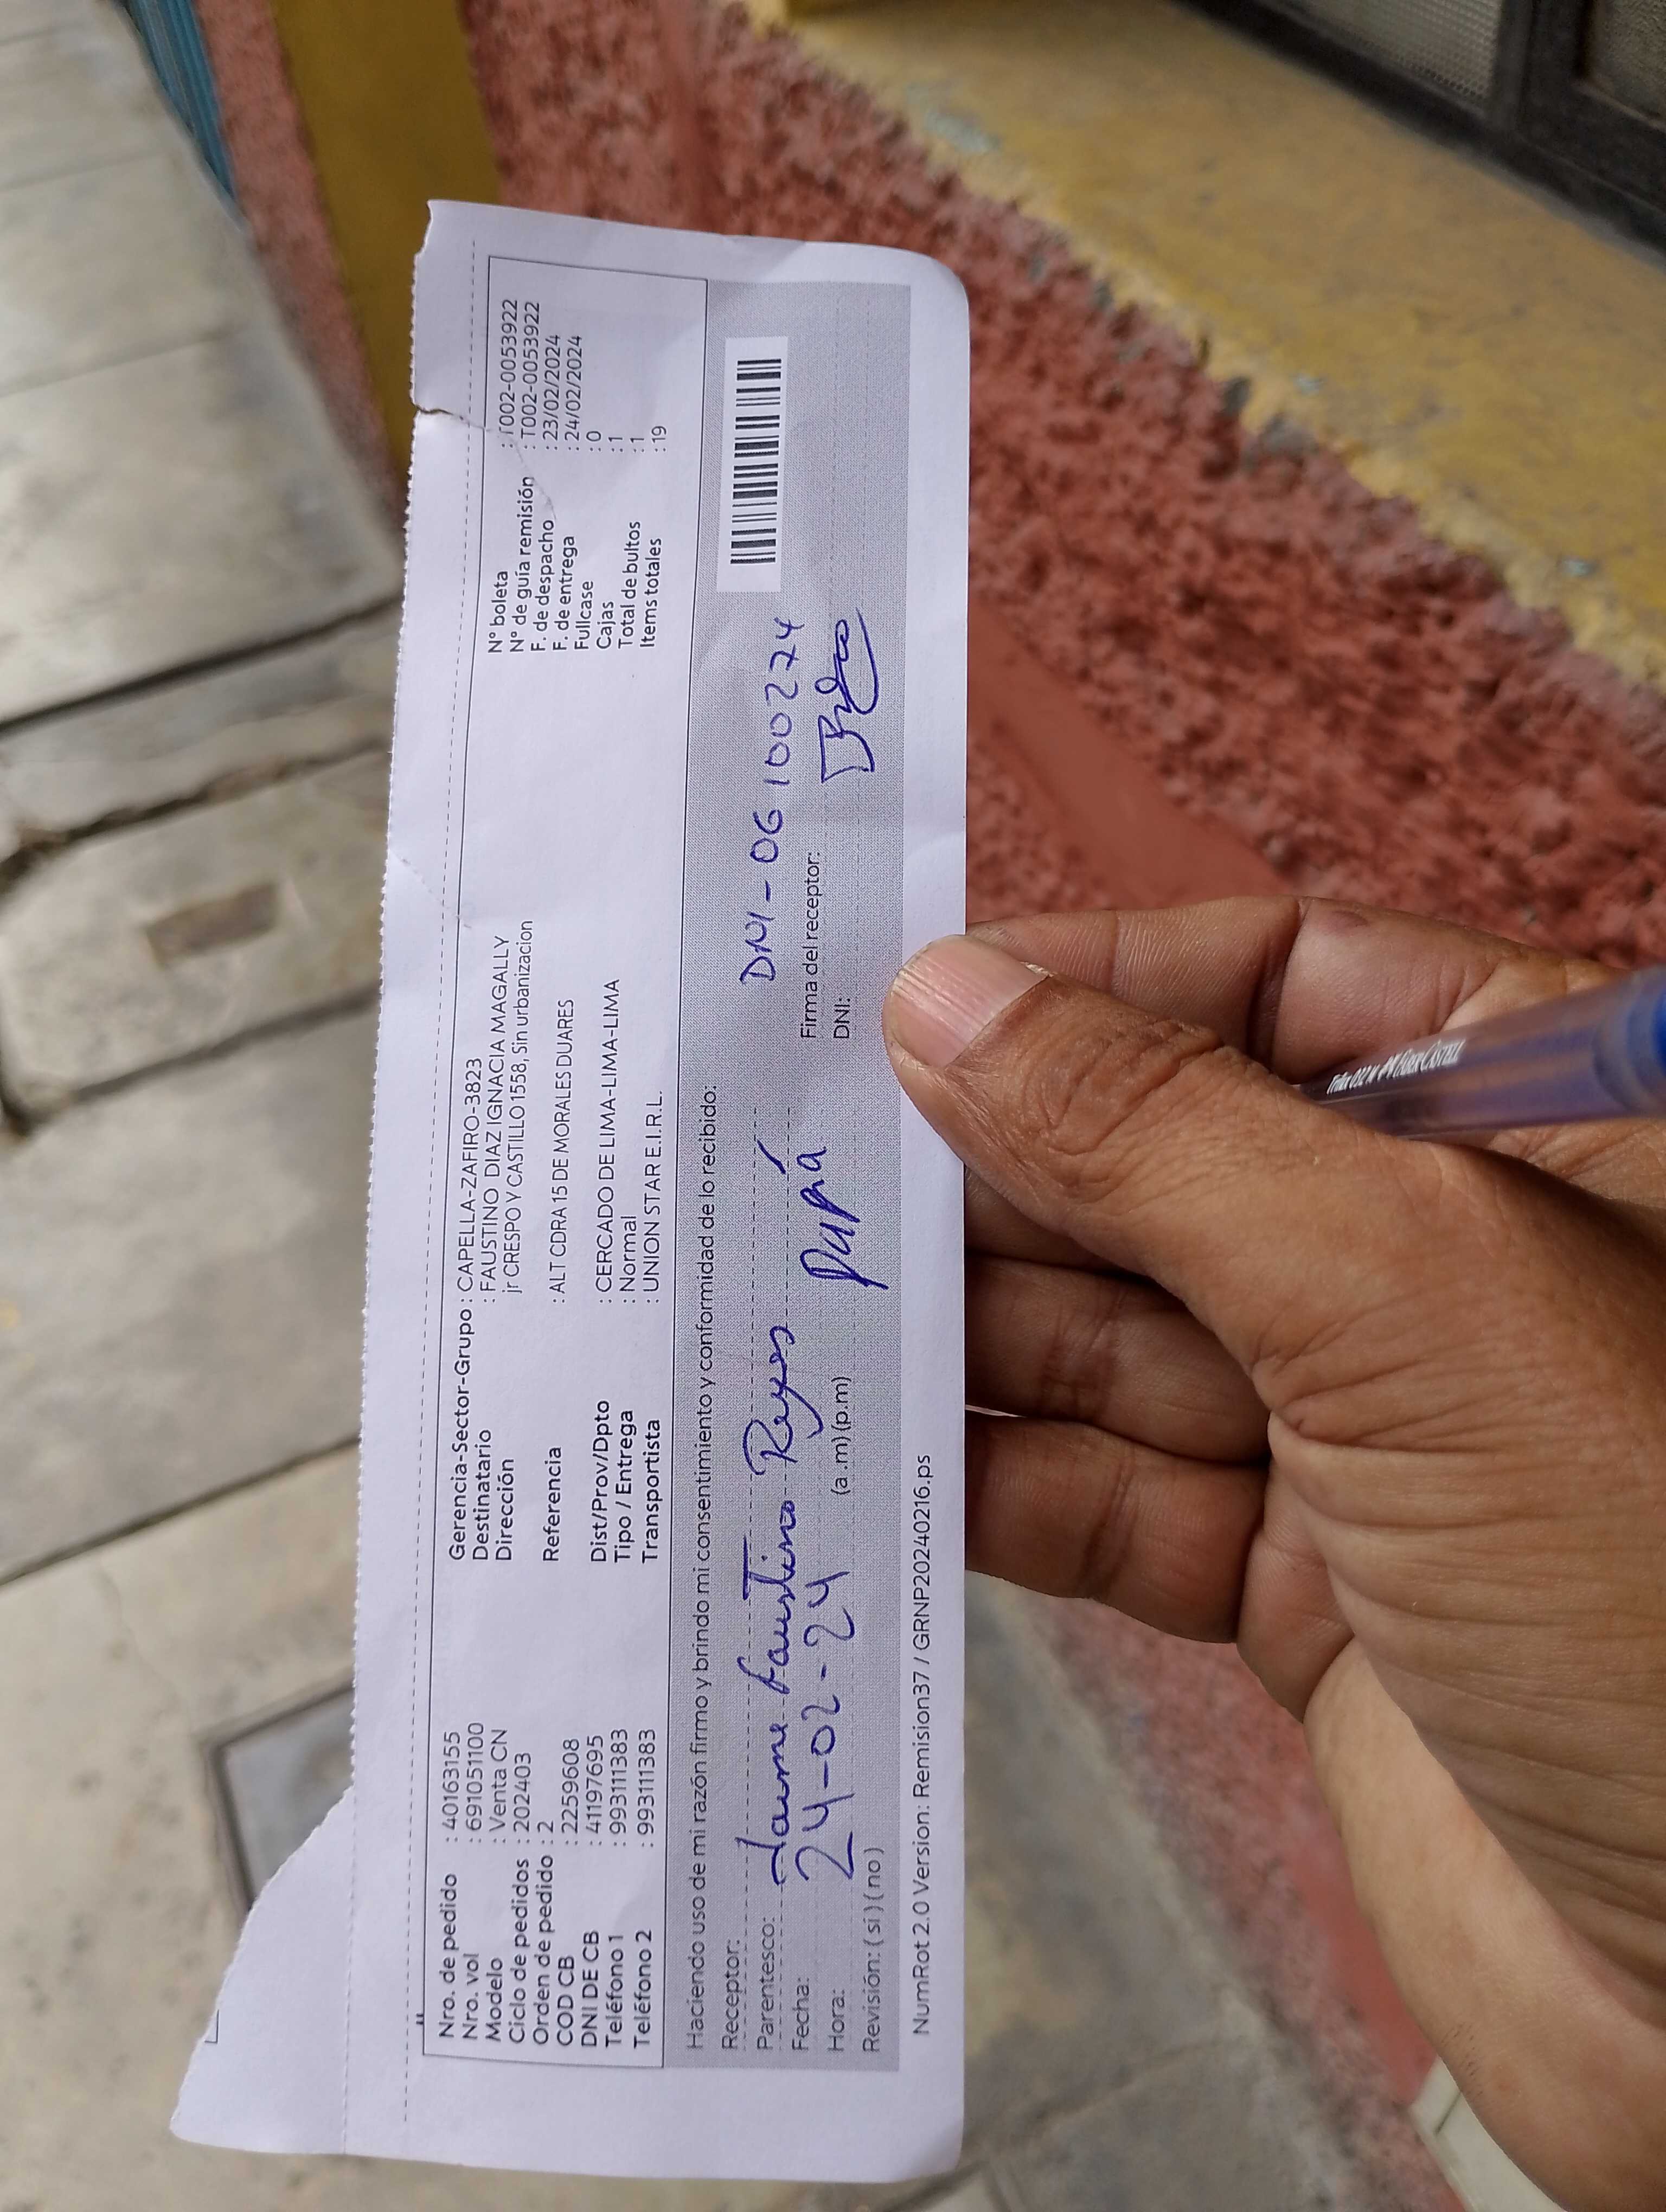 Nro. de pedido : 40163155
Nro. vol : 691051100
Modelo : Venta CN
Ciclo de pedidos : 202403
Orden de pedido : 2
COD CB : 2259608
DNI DE CB : 41197695
Teléfono 1 : 993111383
Teléfono 2 : 993111383
Gerencia-Sector-Grupo : CAPELLA-ZAFIRO-3823
Destinatario : FAUSTINO DIAZ IGNACIA MAGALLY
Dirección jr CRESPO Y CASTILLO 1558, Sin urbanizacion
Referencia : ALT CDRA 15 DE MORALES DUARES
Dist/Prov/Dpto : CERCADO DE LIMA-LIMA-LIMA
Tipo / Entrega : Normal
Transportista : UNION STAR E.I.R.L.
N° boleta : T002-0053922
N° de guía remisión : T002-0053922
F. de despacho : 23/02/2024
F. de entrega : 24/02/2024
Fullcase : 0
Cajas : 1
Total de bultos : 1
Items totales : 19
Haciendo uso de mi razón firmo y brindo mi consentimiento y conformidad de lo recibido:
Receptor:
Parentesco: Faustino Reyes papá
Fecha: 24-02-24
Hora: (a .m) (p.m)
Revisión: ( si ) ( no )
DNI - 06100274
Firma del receptor:
DNI:
NumRot 2.0 Version: Remision37 / GRNP20240216.ps
Trilux 032 M FABER-CASTELL